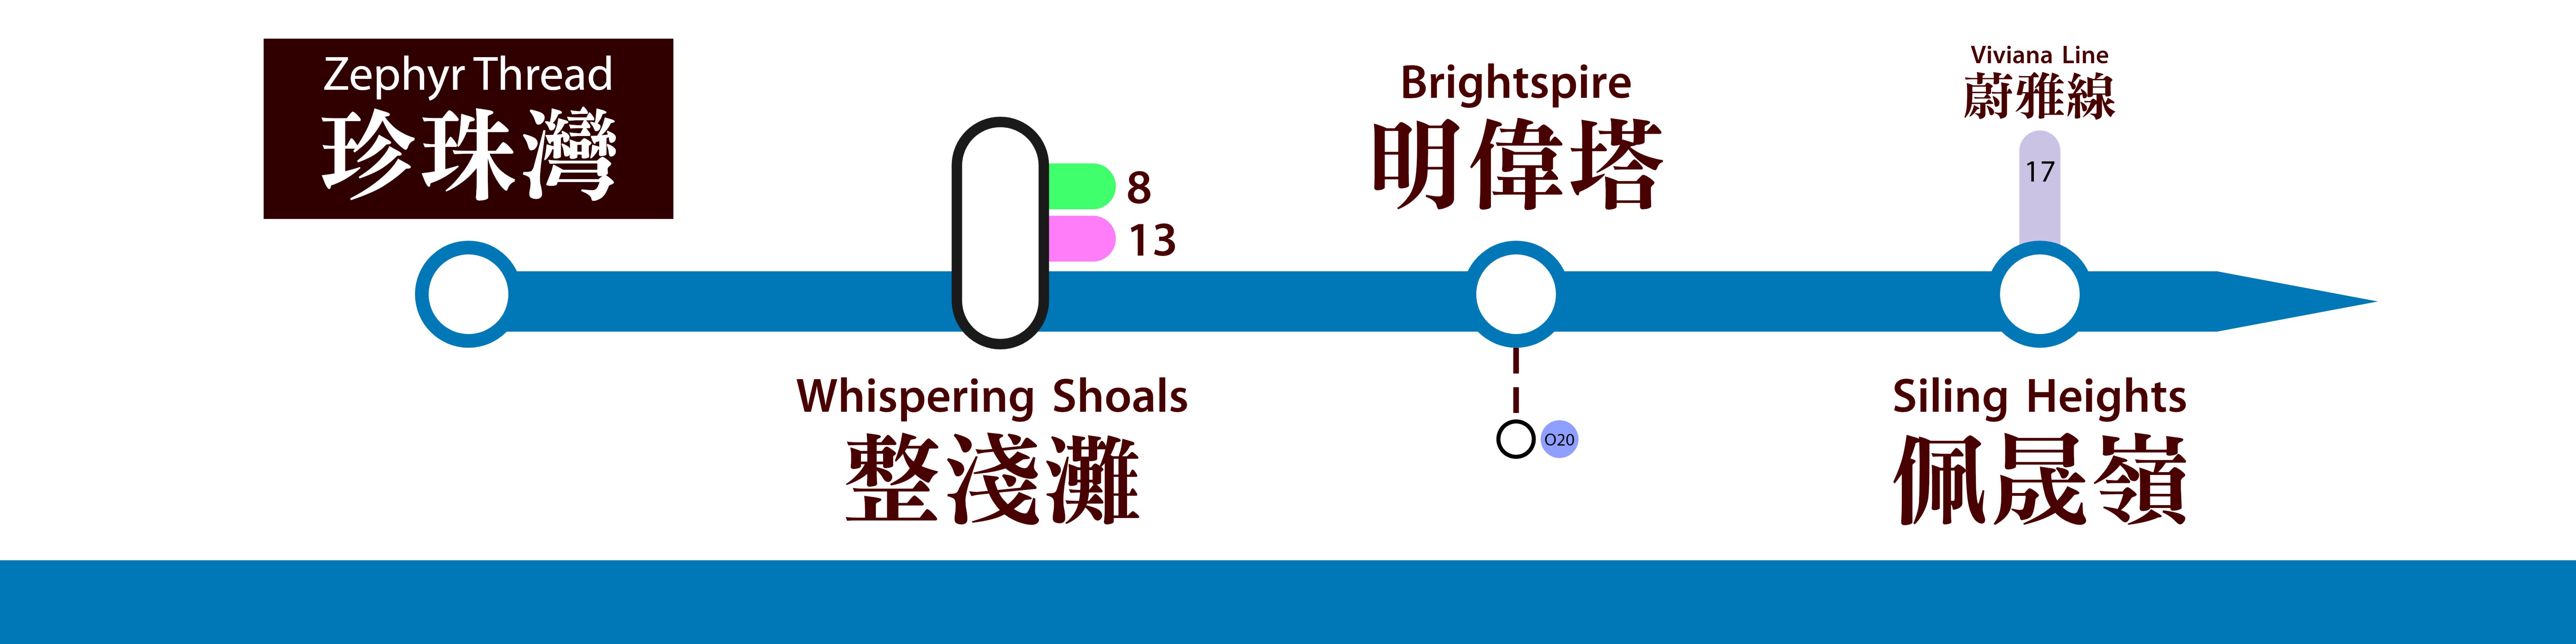 Zephyr Thread
珍珠灣
8
13
Whispering Shoals
整淺灘
Brightspire
明偉塔
O20
Viviana Line
蔚雅線
17
Siling Heights
佩晟嶺